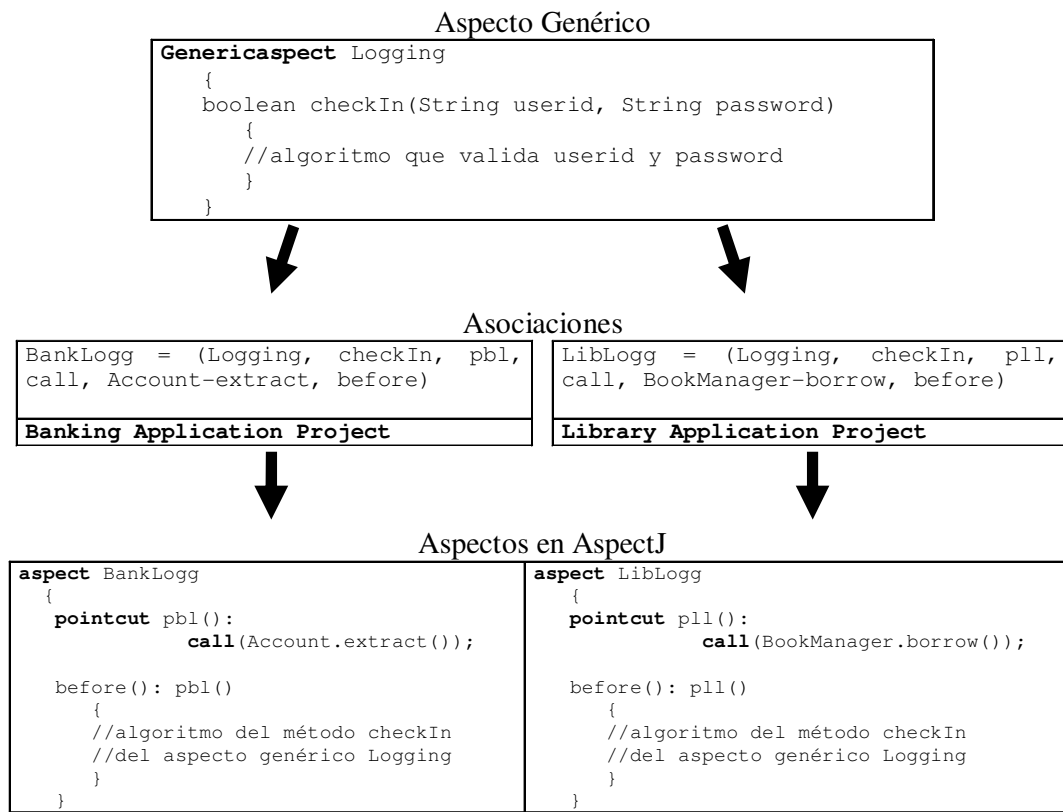 Aspecto Genérico
Genericaspect Logging
{
boolean checkIn(String userid, String password)
{
//algoritmo que valida userid y password
}
}
Asociaciones
BankLogg = (Logging, checkIn, pbl,
call, Account-extract, before)
Banking Application Project
LibLogg = (Logging, checkIn, pll,
call, BookManager-borrow, before)
Library Application Project
Aspectos en AspectJ
aspect BankLogg
{
pointcut pbl():
call(Account.extract());
before(): pbl()
{
//algoritmo del método checkIn
//del aspecto genérico Logging
}
}
aspect LibLogg
{
pointcut pll():
call(BookManager.borrow());
before(): pll()
{
//algoritmo del método checkIn
//del aspecto genérico Logging
}
}